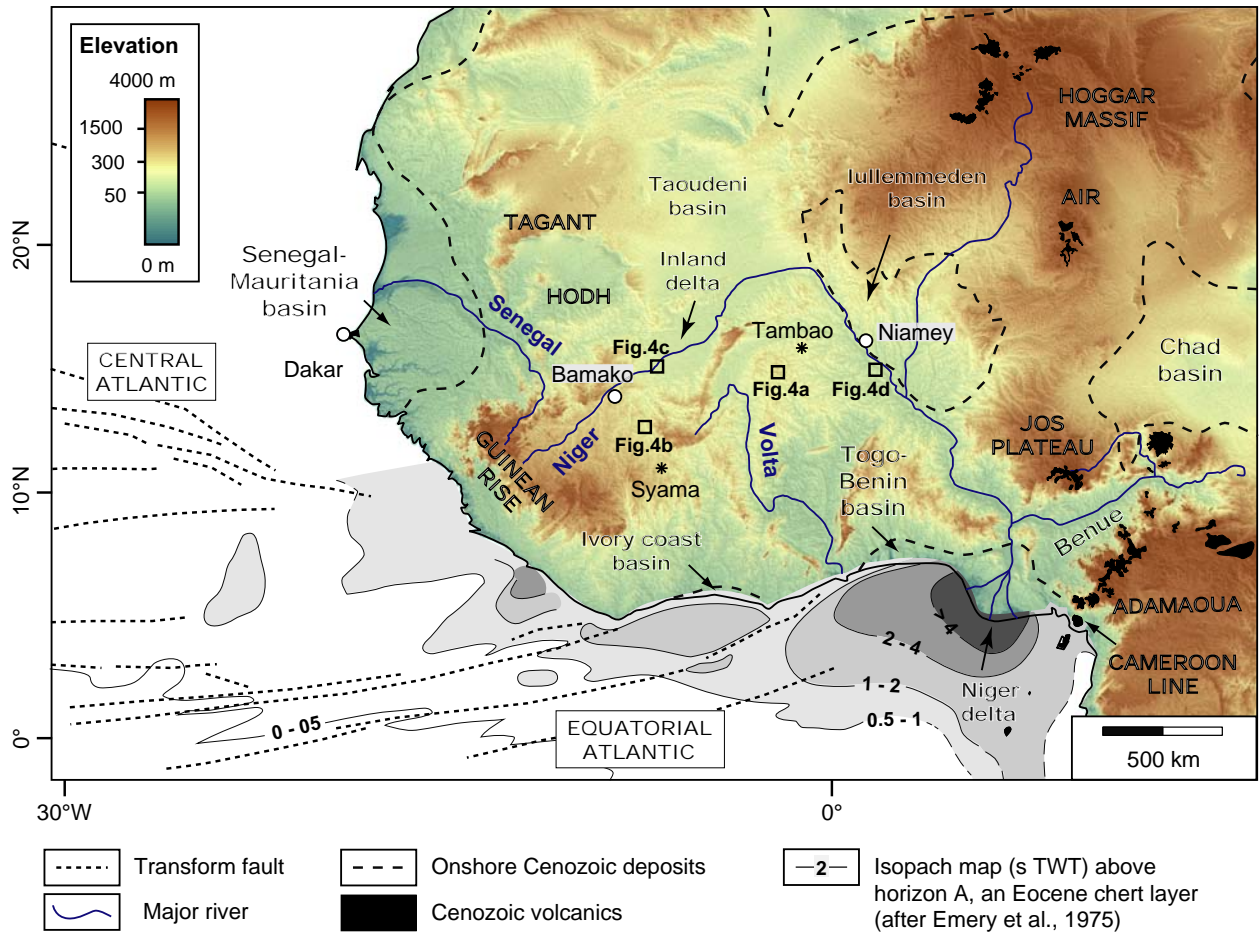 Elevation
4000 m
1500
300
50
0 m
HOGGAR
MASSIF
Iullemmeden
basin
Taoudeni
basin
AIR
TAGANT
20°N
Senegal-
Mauritania
basin
Inland
delta
HODH
Senegal
Tambao
Niamey
CENTRAL
ATLANTIC
Dakar
Fig.4c
Bamako
Chad
basin
Fig.4a
Fig.4d
GUINEAN
RISE
Niger
Fig.4b
Volta
JOS
PLATEAU
Togo-
Benin
basin
Syama
10°N
Benue
Ivory coast
basin
ADAMAOUA
> 4
2 - 4
CAMEROON
LINE
1 - 2
Niger
delta
0.5 - 1
0 - 05
EQUATORIAL
ATLANTIC
0°
500 km
30°W
0°
Transform fault
Onshore Cenozoic deposits
2
Isopach map (s TWT) above
horizon A, an Eocene chert layer
(after Emery et al., 1975)
Major river
Cenozoic volcanics